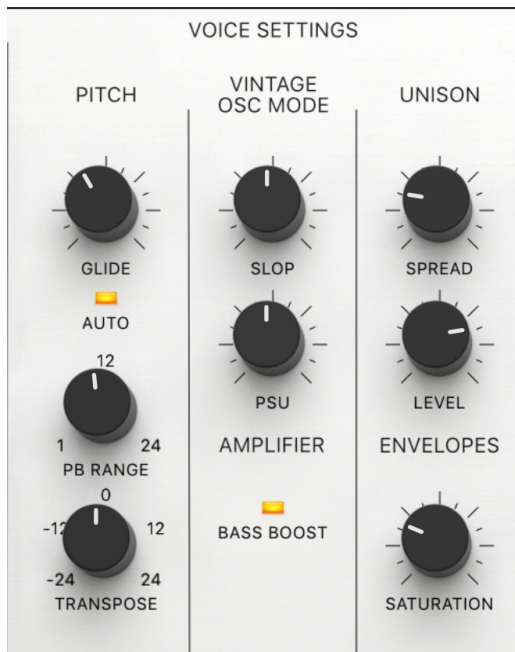 VOICE SETTINGS
PITCH
GLIDE
AUTO
12
1
24
PB RANGE
0
-12
12
-24
24
TRANSPOSE
VINTAGE
OSC MODE
SLOP
PSU
AMPLIFIER
BASS BOOST
UNISON
SPREAD
LEVEL
ENVELOPES
SATURATION